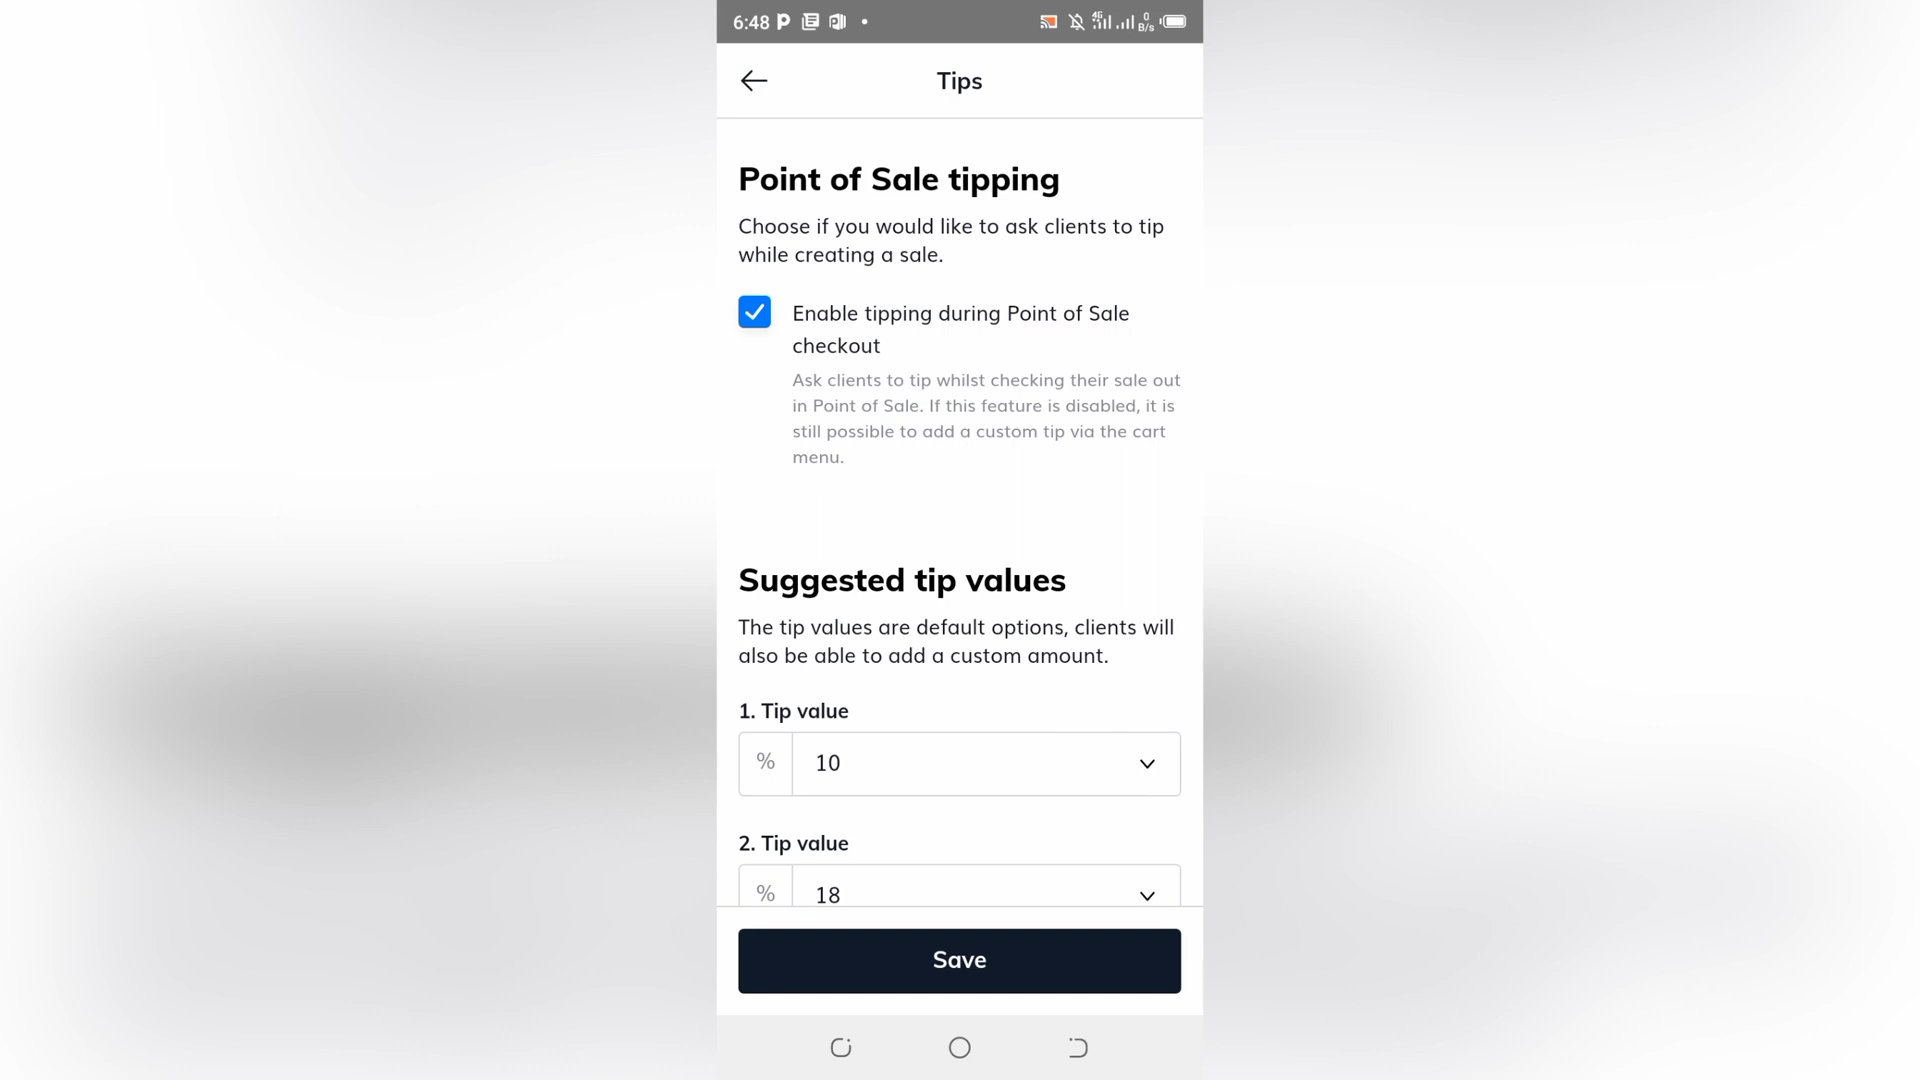 6:48
4G
0
B/s
Tips
Point of Sale tipping
Choose if you would like to ask clients to tip
while creating a sale.
Enable tipping during Point of Sale
checkout
Ask clients to tip whilst checking their sale out
in Point of Sale. If this feature is disabled, it is
still possible to add a custom tip via the cart
menu.
Suggested tip values
The tip values are default options, clients will
also be able to add a custom amount.
1. Tip value
% 10
2. Tip value
% 18
Save